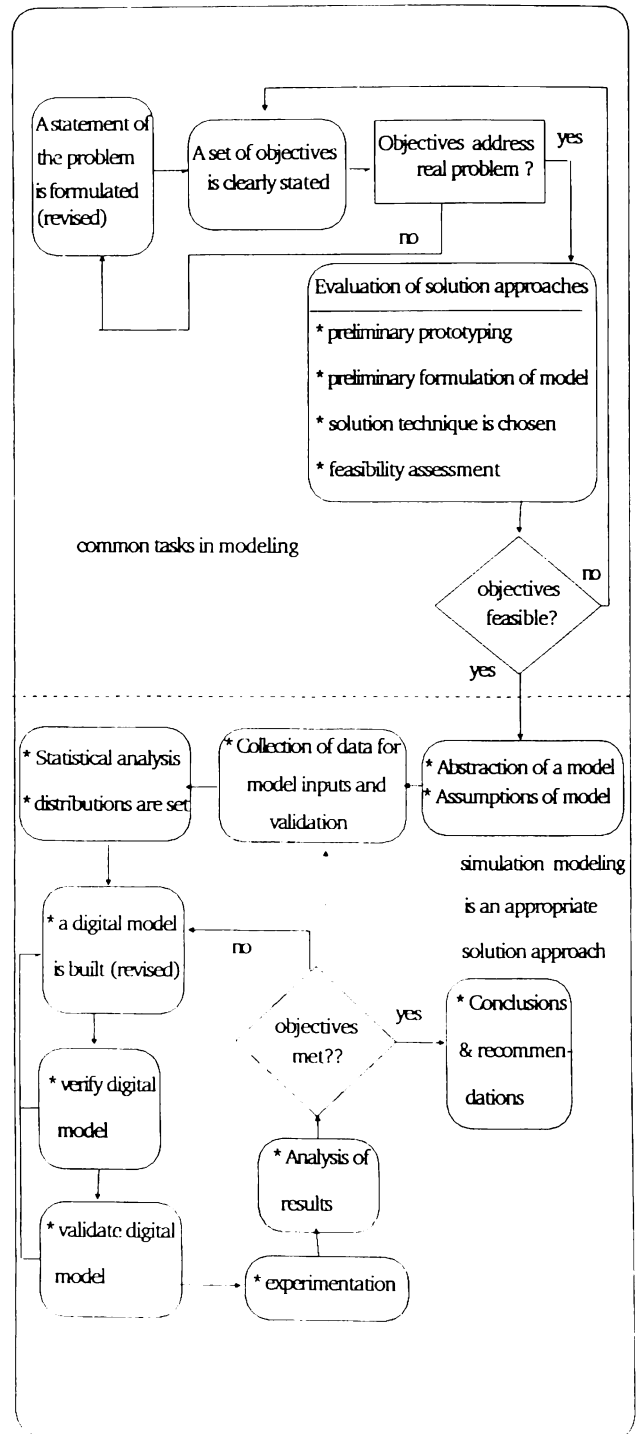 A statement of
the problem
is formulated
(revised)
A set of objectives
is clearly stated
Objectives address
real problem ?
yes
no
Evaluation of solution approaches
* preliminary prototyping
* preliminary formulation of model
* solution technique is chosen
* feasibility assessment
common tasks in modeling
objectives
feasible?
no
yes
* Statistical analysis
* distributions are set
* Collection of data for
model inputs and
validation
* Abstraction of a model
* Assumptions of model
simulation modeling
is an appropriate
solution approach
* a digital model
is built (revised)
no
objectives
met??
yes
* Conclusions
& recommen-
dations
* verify digital
model
* Analysis of
results
* validate digital
model
* experimentation